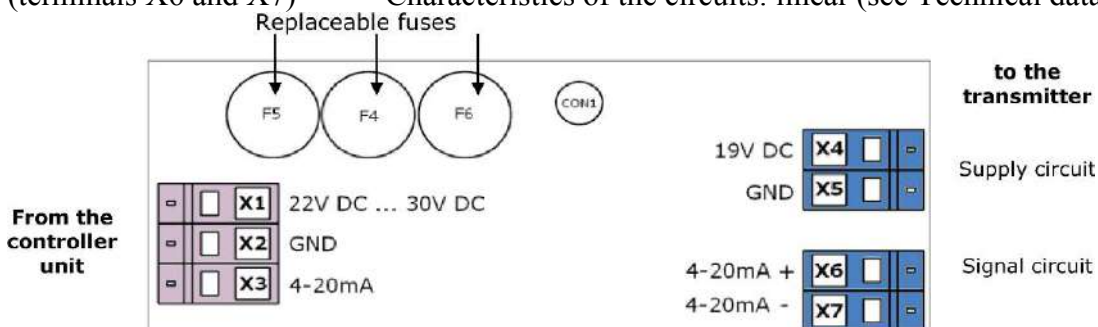 (terminals X6 and X7) Characteristics of the circuits: linear (see Technical data
Replaceable fuses
F5 F4 F6 CON1
to the
transmitter
19V DC X4
GND X5
Supply circuit
From the
controller
unit
X1 22V DC ... 30V DC
X2 GND
X3 4-20mA
4-20mA + X6
4-20mA - X7
Signal circuit